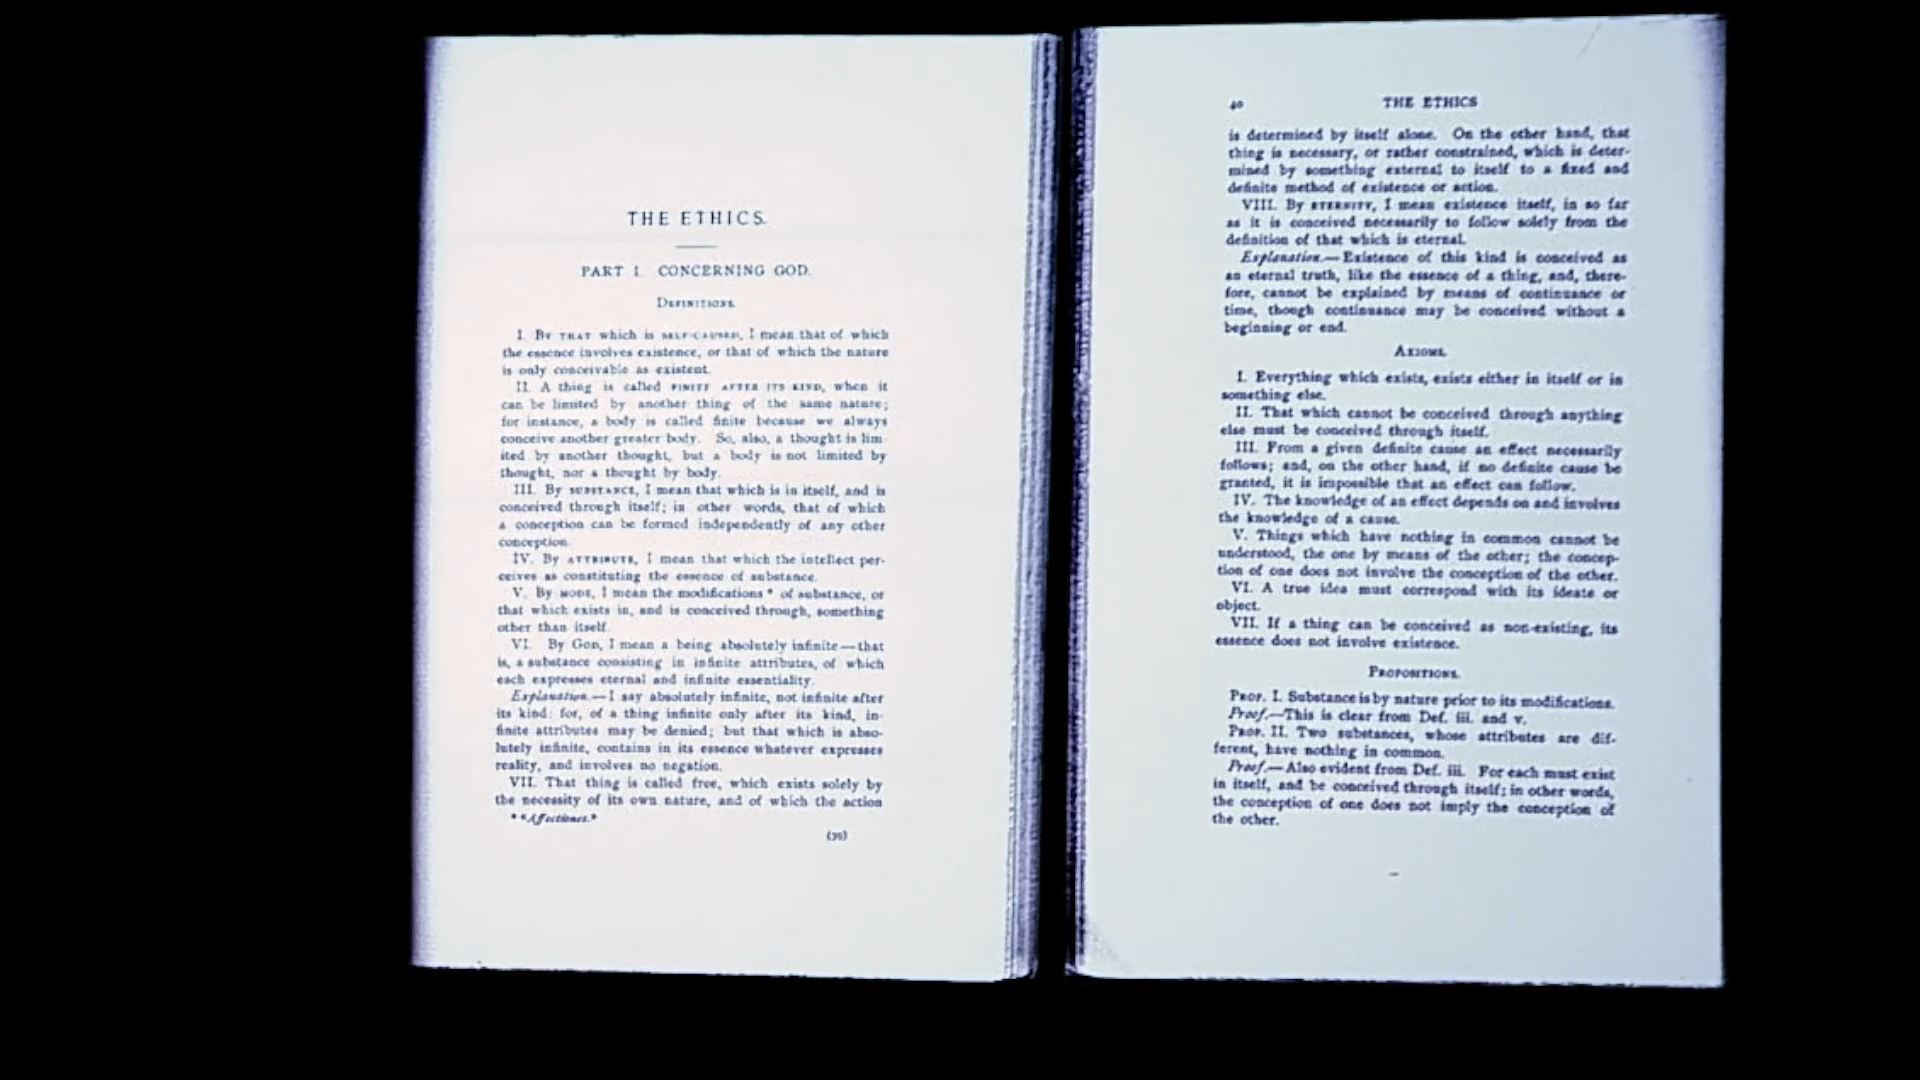 THE ETHICS.
PART I. CONCERNING GOD.
DEFINITIONS.
I. BY THAT which is SELF-CAUSED, I mean that of which
the essence involves existence, or that of which the nature
is only conceivable as existent.
II. A thing is called FINITE AFTER ITS KIND, when it
can be limited by another thing of the same nature;
for instance, a body is called finite because we always
conceive another greater body. So, also, a thought is lim-
ited by another thought, but a body is not limited by
thought, nor a thought by body.
III. By SUBSTANCE, I mean that which is in itself, and is
conceived through itself; in other words, that of which
a conception can be formed independently of any other
conception.
IV. By ATTRIBUTE, I mean that which the intellect per-
ceives as constituting the essence of substance.
V. By MODE, I mean the modifications * of substance, or
that which exists in, and is conceived through, something
other than itself.
VI. By GOD, I mean a being absolutely infinite — that
is, a substance consisting in infinite attributes, of which
each expresses eternal and infinite essentiality.
Explanation.— I say absolutely infinite, not infinite after
its kind: for, of a thing infinite only after its kind, in-
finite attributes may be denied; but that which is abso-
lutely infinite, contains in its essence whatever expresses
reality, and involves no negation.
VII. That thing is called free, which exists solely by
the necessity of its own nature, and of which the action
* "Affectiones."
(39)
40 THE ETHICS
is determined by itself alone. On the other hand, that
thing is necessary, or rather constrained, which is deter-
mined by something external to itself to a fixed and
definite method of existence or action.
VIII. By ETERNITY, I mean existence itself, in so far
as it is conceived necessarily to follow solely from the
definition of that which is eternal.
Explanation.— Existence of this kind is conceived as
an eternal truth, like the essence of a thing, and, there-
fore, cannot be explained by means of continuance or
time, though continuance may be conceived without a
beginning or end.
AXIOMS.
I. Everything which exists, exists either in itself or in
something else.
II. That which cannot be conceived through anything
else must be conceived through itself.
III. From a given definite cause an effect necessarily
follows; and, on the other hand, if no definite cause be
granted, it is impossible that an effect can follow.
IV. The knowledge of an effect depends on and involves
the knowledge of a cause.
V. Things which have nothing in common cannot be
understood, the one by means of the other; the concep-
tion of one does not involve the conception of the other.
VI. A true idea must correspond with its ideate or
object.
VII. If a thing can be conceived as non-existing, its
essence does not involve existence.
PROPOSITIONS.
PROP. I. Substance is by nature prior to its modifications.
Proof.—This is clear from Def. iii. and v.
PROP. II. Two substances, whose attributes are dif-
ferent, have nothing in common.
Proof.— Also evident from Def. iii. For each must exist
in itself, and be conceived through itself; in other words,
the conception of one does not imply the conception of
the other.